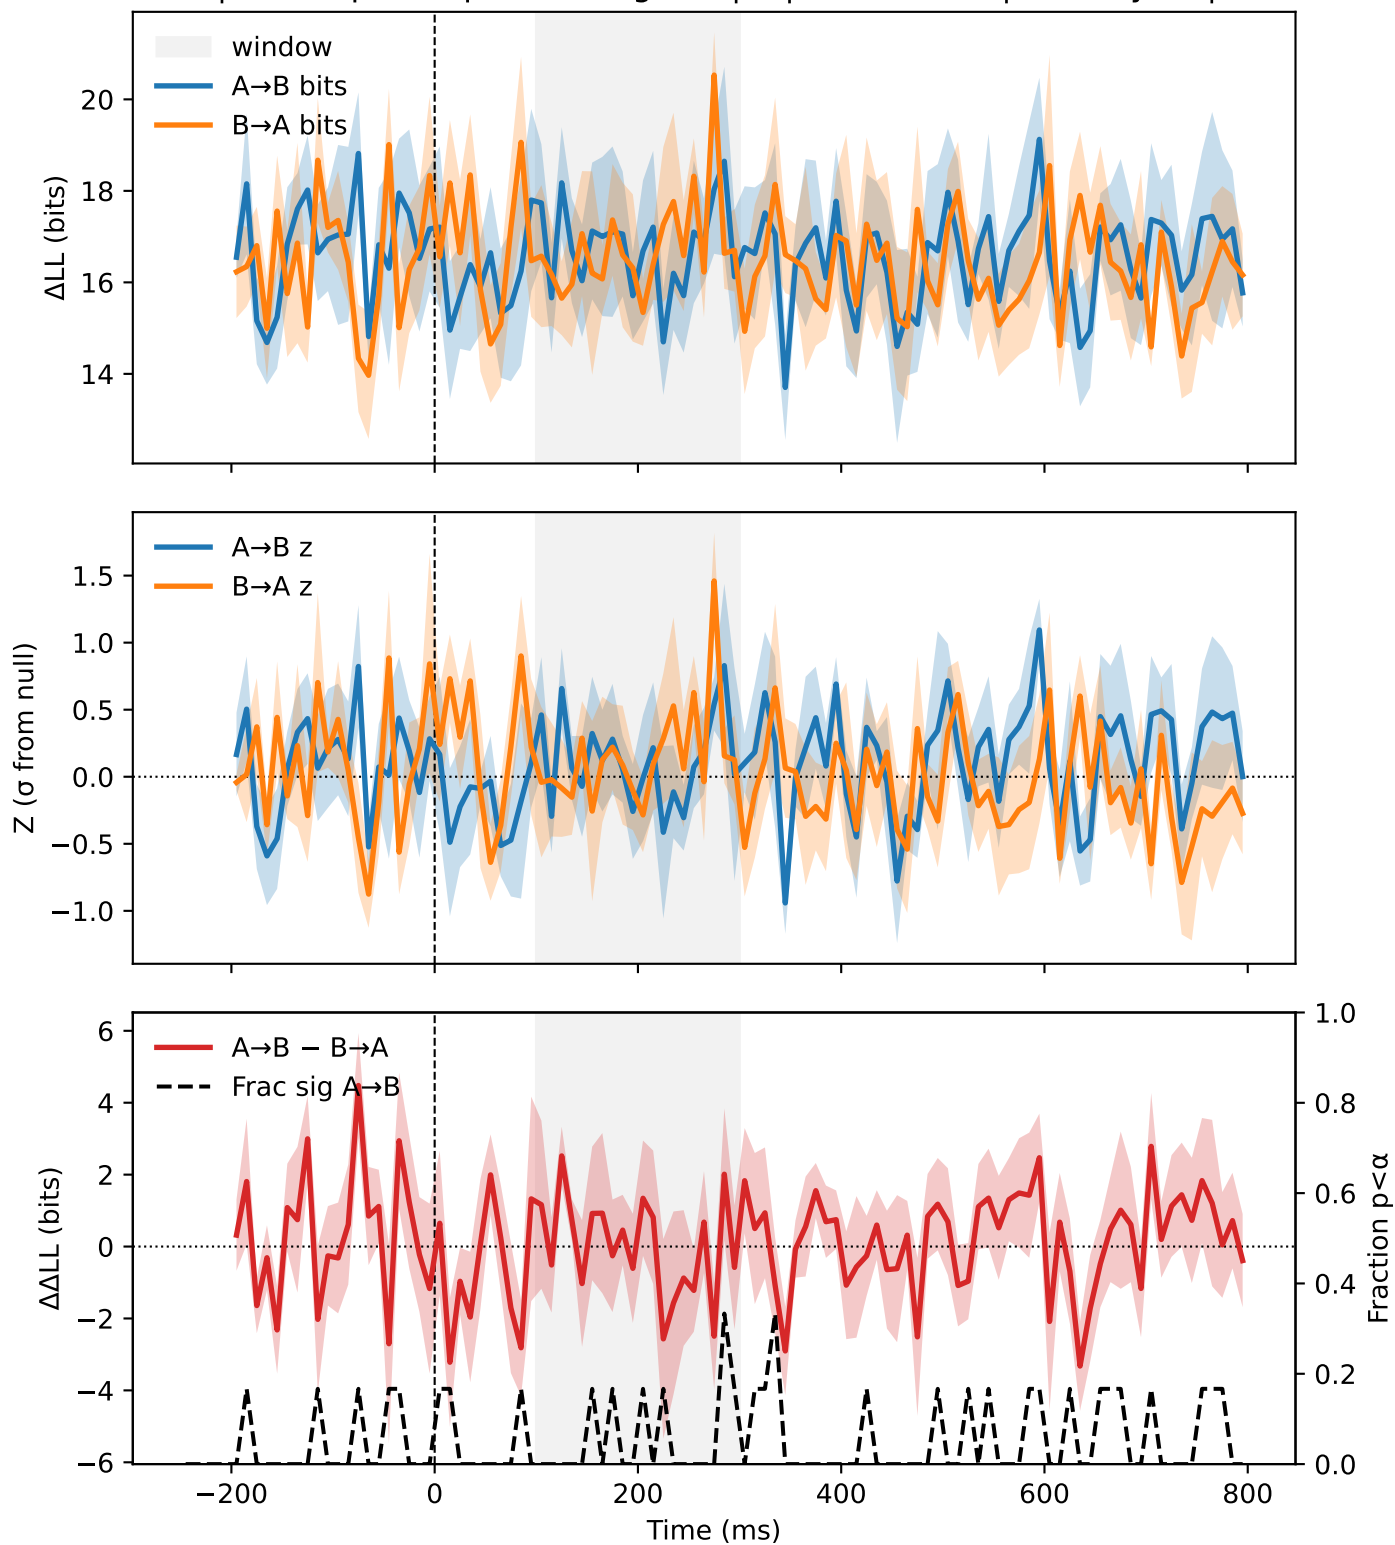 window
A→B bits
B→A bits
ΔLL (bits)
20
18
16
14
A→B z
B→A z
Z (σ from null)
1.5
1.0
0.5
0.0
−0.5
−1.0
A→B − B→A
Frac sig A→B
ΔΔLL (bits)
6
4
2
0
−2
−4
−6
1.0
0.8
0.6
0.4
0.2
0.0
Fraction p<α
−200
0
200
400
600
800
Time (ms)